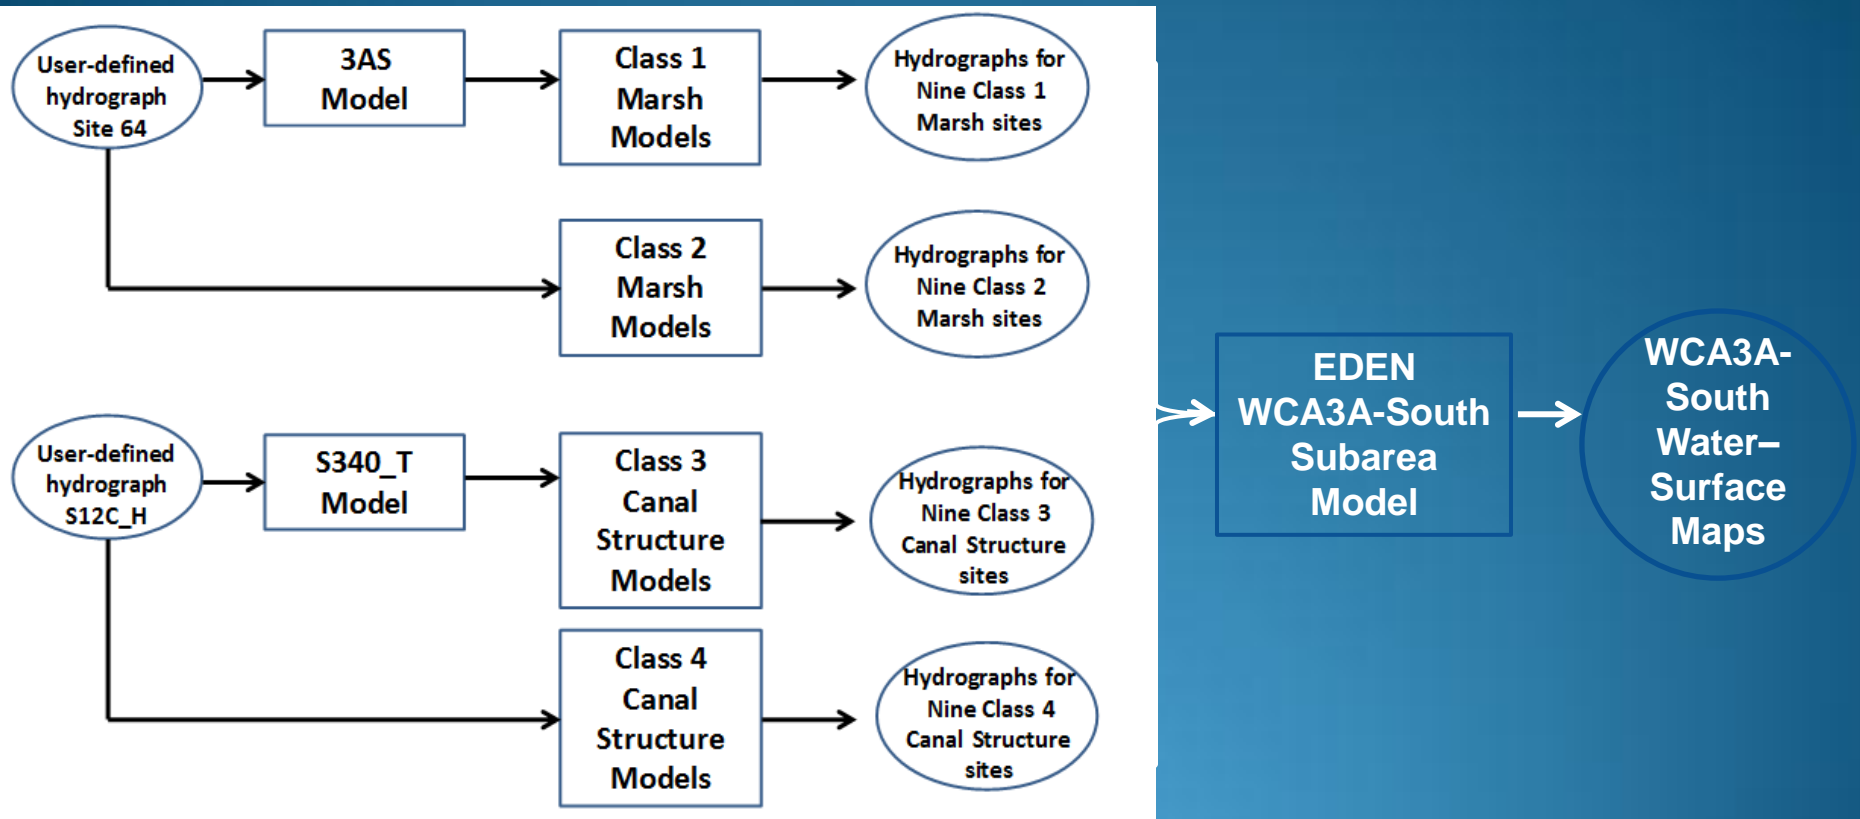 User-defined
hydrograph
Site 64
3AS
Model
Class 1
Marsh
Models
Hydrographs for
Nine Class 1
Marsh sites
Class 2
Marsh
Models
Hydrographs for
Nine Class 2
Marsh sites
User-defined
hydrograph
S12C_H
S340_T
Model
Class 3
Canal
Structure
Models
Hydrographs for
Nine Class 3
Canal Structure
sites
Class 4
Canal
Structure
Models
Hydrographs for
Nine Class 4
Canal Structure
sites
EDEN
WCA3A-South
Subarea
Model
WCA3A-
South
Water–
Surface
Maps